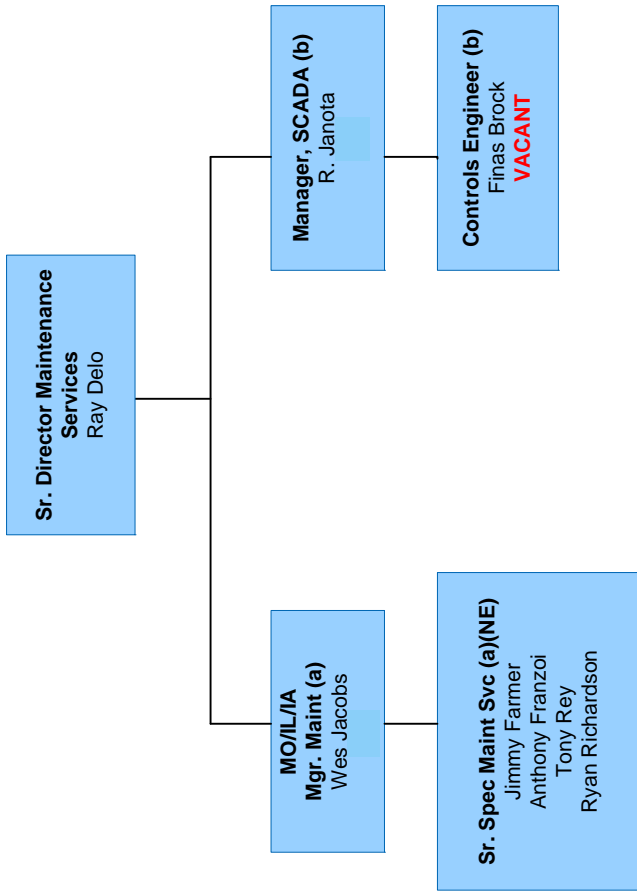 Sr. Director Maintenance
Services
Ray Delo
MO/IL/IA
Mgr. Maint (a)
Wes Jacobs
Manager, SCADA (b)
R. Janota
Sr. Spec Maint Svc (a)(NE)
Jimmy Farmer
Anthony Franzoi
Tony Rey
Ryan Richardson
Controls Engineer (b)
Finas Brock
VACANT